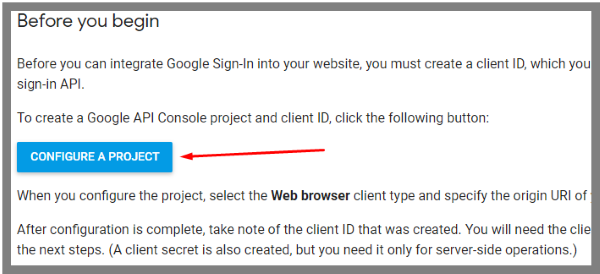 Before you begin
Before you can integrate Google Sign-In into your website, you must create a client ID, which you
sign-in API.
To create a Google API Console project and client ID, click the following button:
CONFIGURE A PROJECT
When you configure the project, select the Web browser client type and specify the origin URI of
After configuration is complete, take note of the client ID that was created. You will need the clie
the next steps. (A client secret is also created, but you need it only for server-side operations.)